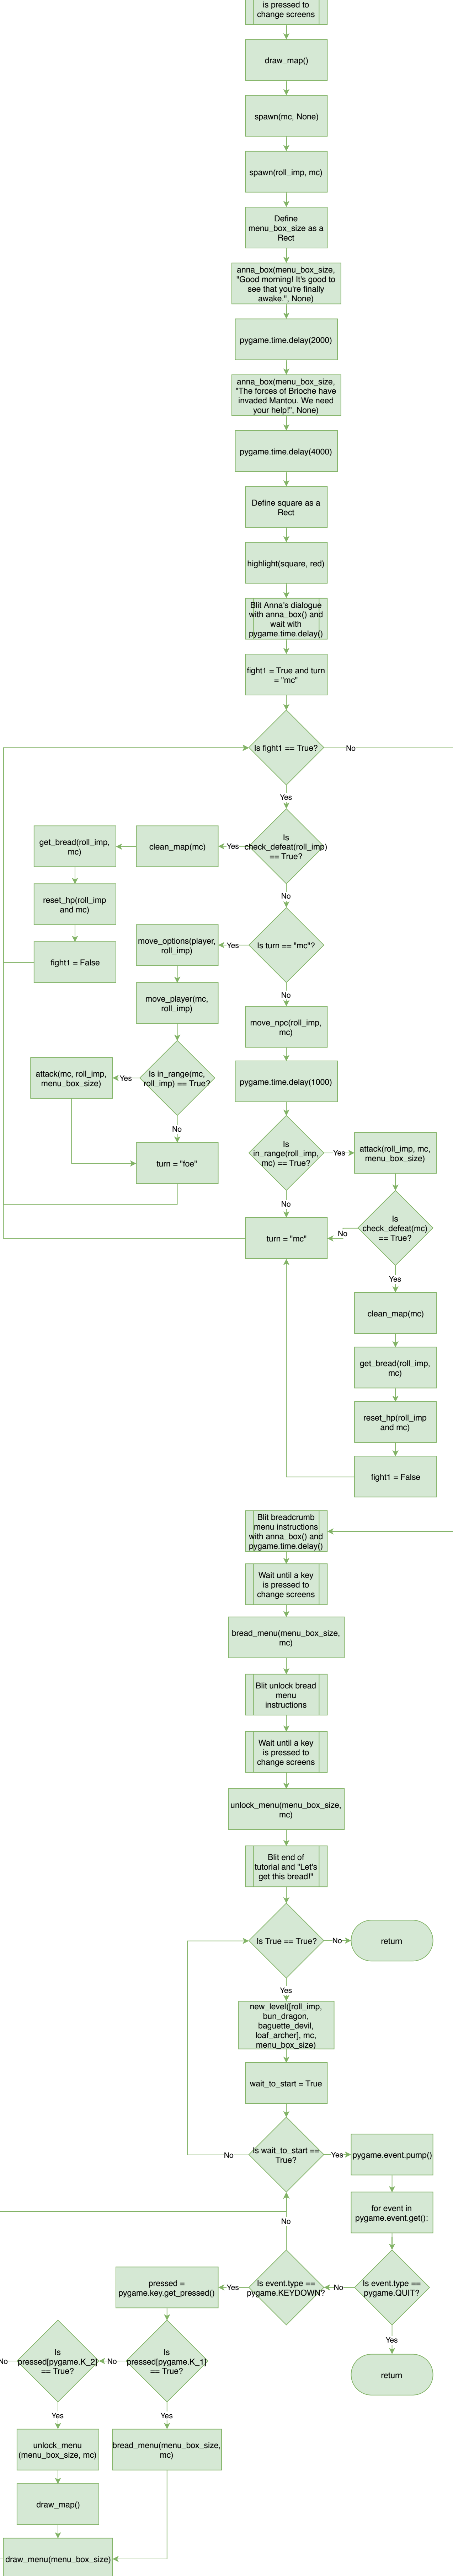 is pressed to
change screens
draw_map()
spawn(mc, None)
spawn(roll_imp, mc)
Define
menu_box_size as a
Rect
anna_box(menu_box_size,
"Good morning! It's good to
see that you're finally
awake.", None)
pygame.time.delay(2000)
anna_box(menu_box_size,
"The forces of Brioche have
invaded Mantou. We need
your help!", None)
pygame.time.delay(4000)
Define square as a
Rect
highlight(square, red)
Blit Anna's dialogue
with anna_box() and
wait with
pygame.time.delay()
fight1 = True and turn
= "mc"
Is fight1 == True?
No
Yes
Is
check_defeat(roll_imp)
== True?
Yes
clean_map(mc)
get_bread(roll_imp,
mc)
reset_hp(roll_imp
and mc)
fight1 = False
No
Is turn == "mc"?
Yes
move_options(player,
roll_imp)
move_player(mc,
roll_imp)
Is in_range(mc,
roll_imp) == True?
Yes
attack(mc, roll_imp,
menu_box_size)
No
turn = "foe"
No
move_npc(roll_imp,
mc)
pygame.time.delay(1000)
Is
in_range(roll_imp,
mc) == True?
Yes
attack(roll_imp, mc,
menu_box_size)
No
Is
check_defeat(mc)
== True?
No
turn = "mc"
Yes
clean_map(mc)
get_bread(roll_imp,
mc)
reset_hp(roll_imp
and mc)
fight1 = False
Blit breadcrumb
menu instructions
with anna_box() and
pygame.time.delay()
Wait until a key
is pressed to
change screens
bread_menu(menu_box_size,
mc)
Blit unlock bread
menu
instructions
Wait until a key
is pressed to
change screens
unlock_menu(menu_box_size,
mc)
Blit end of
tutorial and "Let's
get this bread!"
Is True == True?
No
return
Yes
new_level([roll_imp,
bun_dragon,
baguette_devil,
loaf_archer], mc,
menu_box_size)
wait_to_start = True
Is wait_to_start ==
True?
No
Yes
pygame.event.pump()
for event in
pygame.event.get():
Is event.type ==
pygame.QUIT?
No
Yes
return
Is event.type ==
pygame.KEYDOWN?
No
Yes
pressed =
pygame.key.get_pressed()
Is
pressed[pygame.K_1]
== True?
No
Is
pressed[pygame.K_2]
== True?
No
Yes
Yes
unlock_menu
(menu_box_size, mc)
bread_menu(menu_box_size,
mc)
draw_map()
draw_menu(menu_box_size)